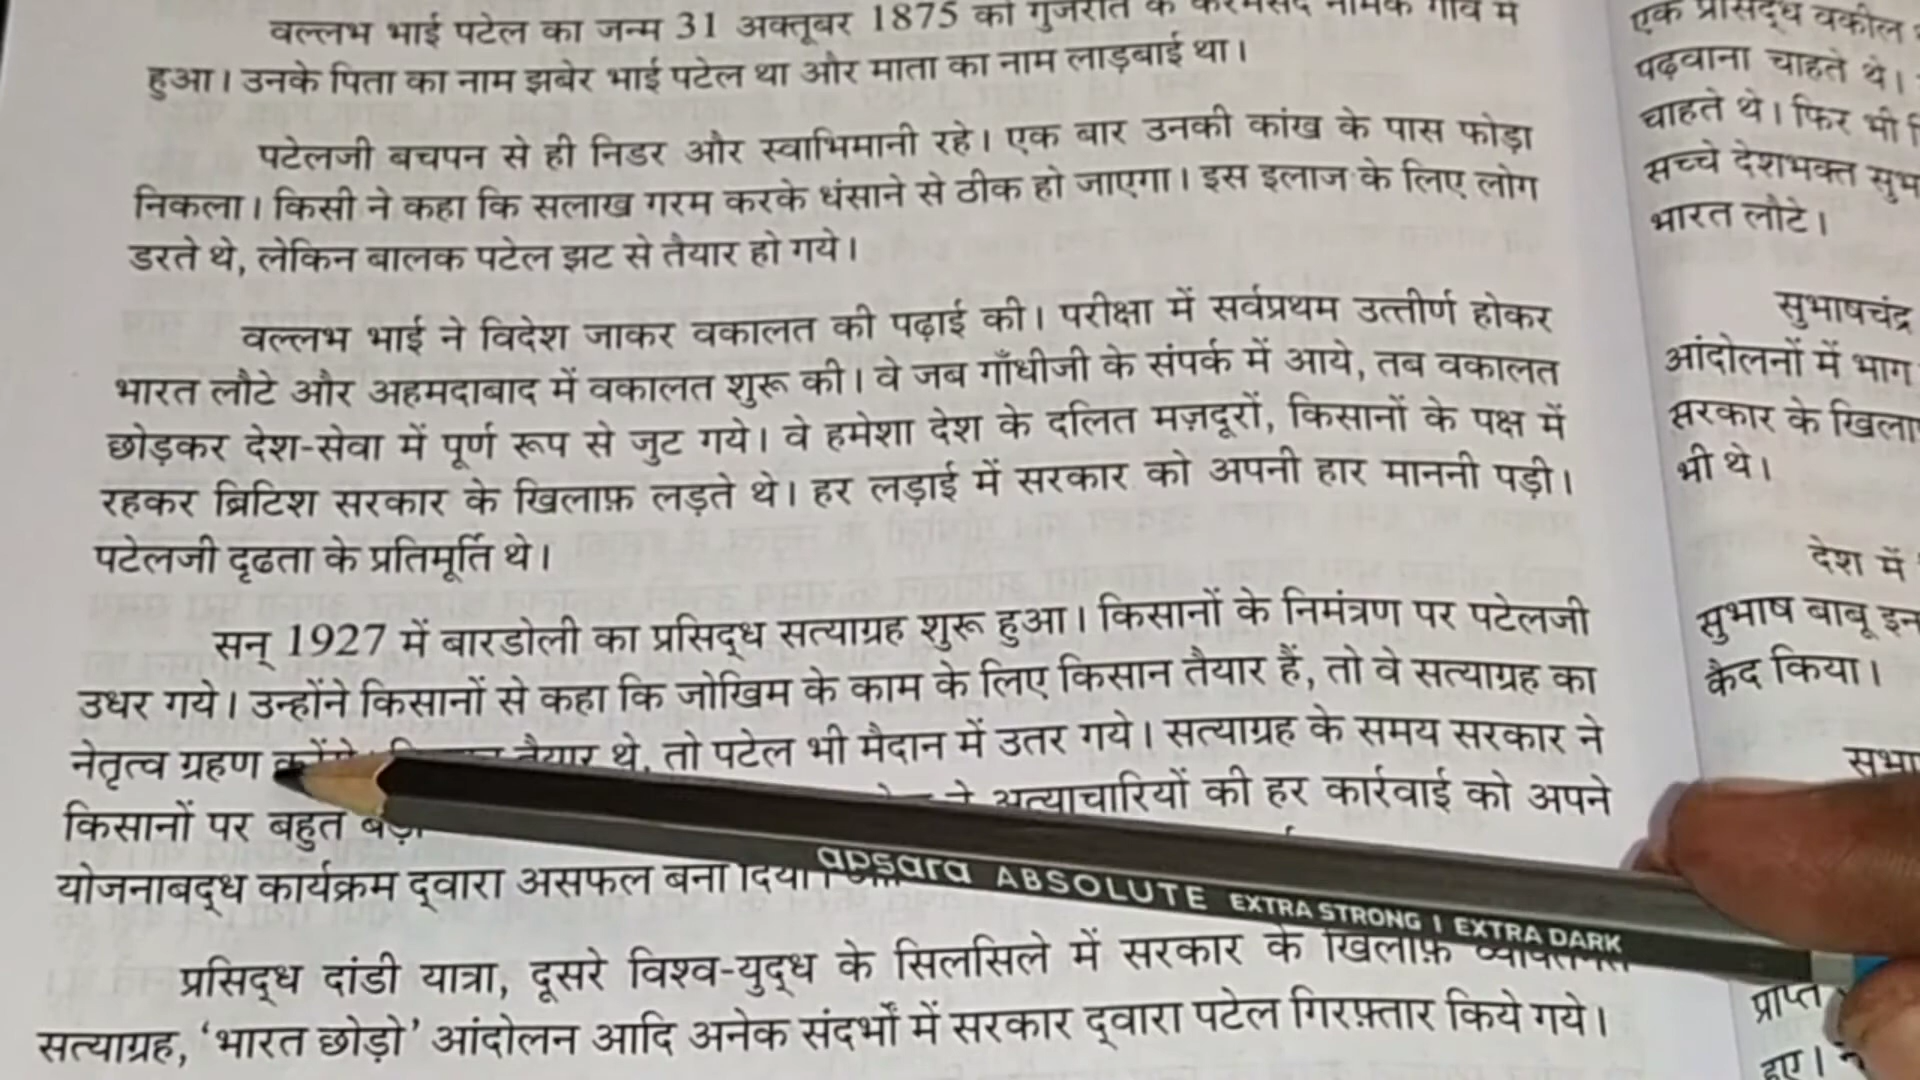 वल्लभ भाई पटेल का जन्म 31 अक्तूबर 1875 को गुजरात के करमसद नामक गाँव में
हुआ। उनके पिता का नाम झबेर भाई पटेल था और माता का नाम लाड़बाई था।
पटेलजी बचपन से ही निडर और स्वाभिमानी रहे। एक बार उनकी कांख के पास फोड़ा
निकला। किसी ने कहा कि सलाख गरम करके धंसाने से ठीक हो जाएगा। इस इलाज के लिए लोग
डरते थे, लेकिन बालक पटेल झट से तैयार हो गये।
वल्लभ भाई ने विदेश जाकर वकालत की पढ़ाई की। परीक्षा में सर्वप्रथम उत्तीर्ण होकर
भारत लौटे और अहमदाबाद में वकालत शुरू की। वे जब गाँधीजी के संपर्क में आये, तब वकालत
छोड़कर देश-सेवा में पूर्ण रूप से जुट गये। वे हमेशा देश के दलित मज़दूरों, किसानों के पक्ष में
रहकर ब्रिटिश सरकार के खिलाफ़ लड़ते थे। हर लड़ाई में सरकार को अपनी हार माननी पड़ी।
पटेलजी दृढता के प्रतिमूर्ति थे।
सन् 1927 में बारडोली का प्रसिद्ध सत्याग्रह शुरू हुआ। किसानों के निमंत्रण पर पटेलजी
उधर गये। उन्होंने किसानों से कहा कि जोखिम के काम के लिए किसान तैयार हैं, तो वे सत्याग्रह का
नेतृत्व ग्रहण तैयार थे, तो पटेल भी मैदान में उतर गये। सत्याग्रह के समय सरकार ने
किसानों पर बहुत ने अत्याचारियों की हर कार्रवाई को अपने
योजनाबद्ध कार्यक्रम द्वारा असफल बना दिया।
प्रसिद्ध दांडी यात्रा, दूसरे विश्व-युद्ध के सिलसिले में सरकार के खिलाफ़ व्यक्तिगत
सत्याग्रह, 'भारत छोड़ो' आंदोलन आदि अनेक संदर्भों में सरकार द्वारा पटेल गिरफ़्तार किये गये।
apsara ABSOLUTE EXTRA STRONG | EXTRA DARK
एक प्रसिद्ध वकील
पढ़वाना चाहते थे।
चाहते थे। फिर भी
सच्चे देशभक्त
भारत लौटे।
सुभाषचंद्र
आंदोलनों में भाग
सरकार के
भी थे।
देश में
सुभाष बाबू
कैद किया।
प्राप्त
हुए।